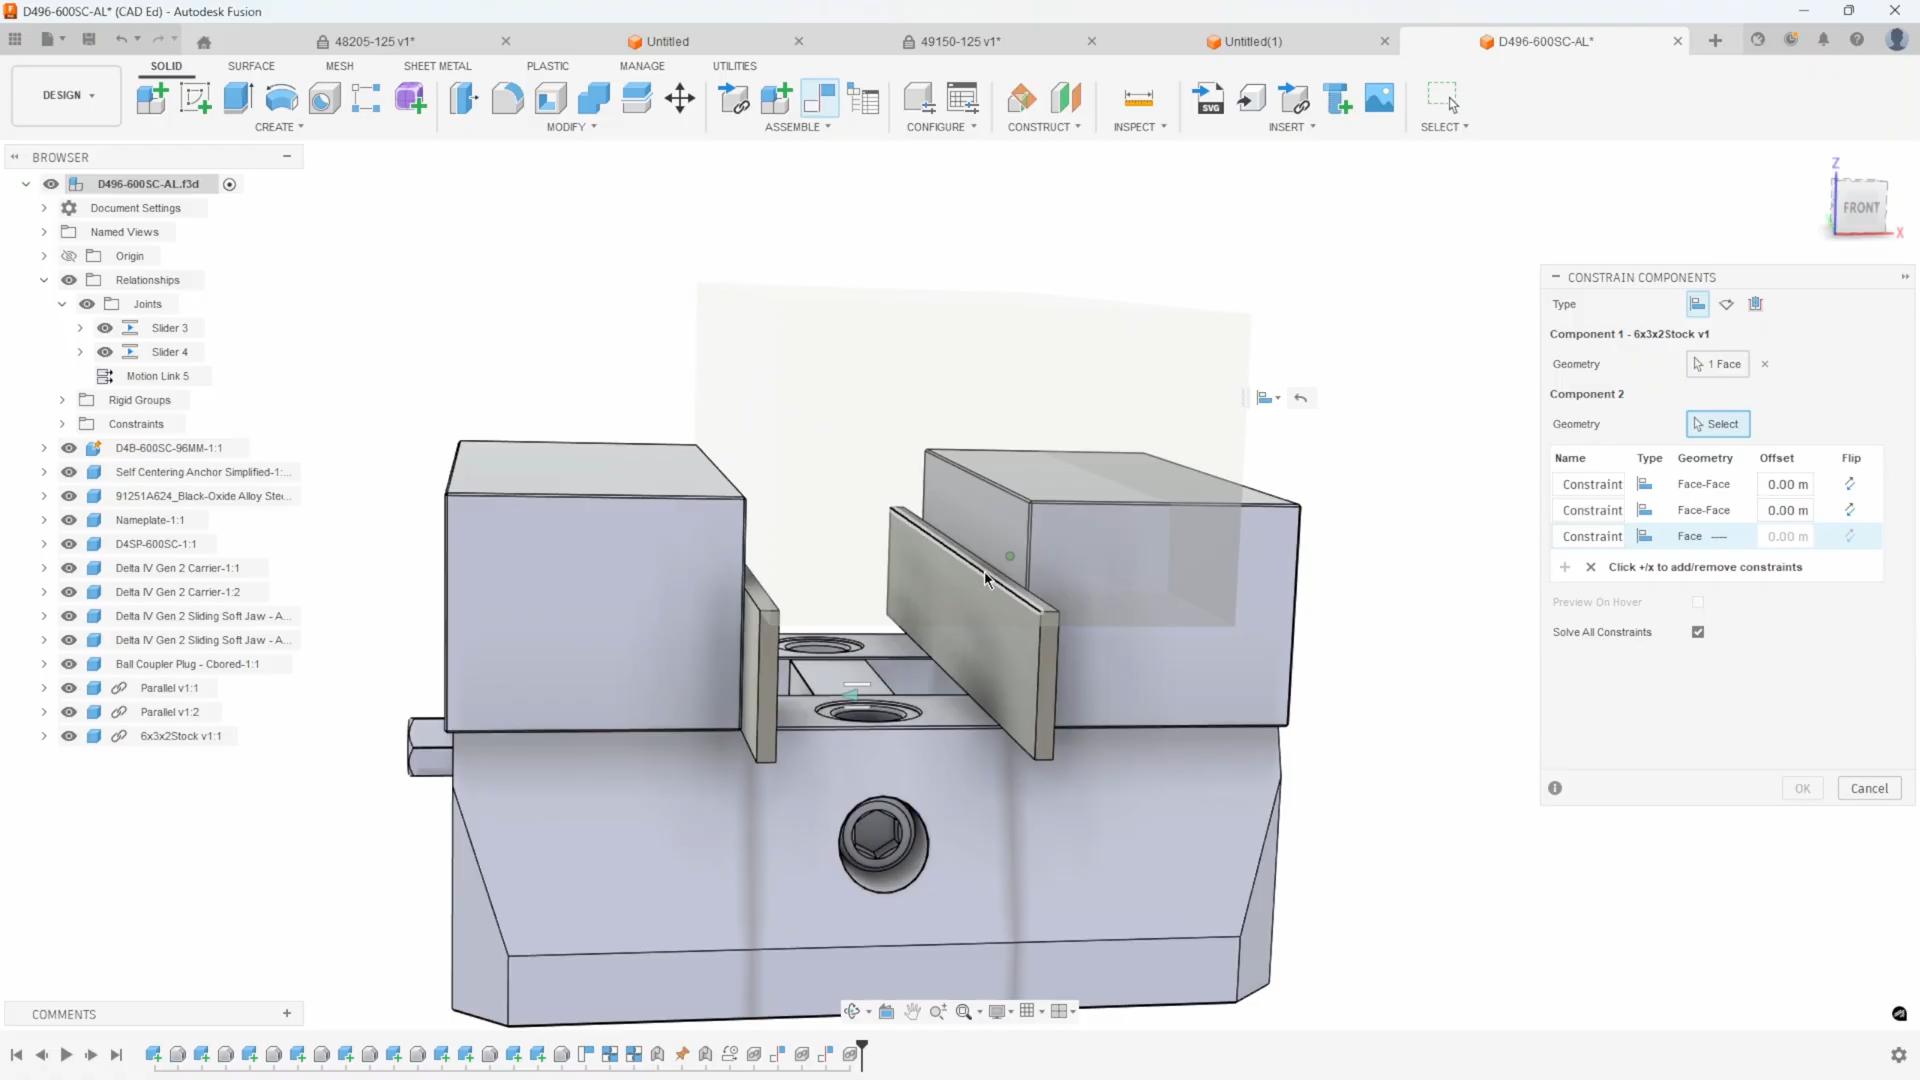 D496-600SC-AL* (CAD Ed) - Autodesk Fusion
48205-125 v1*
Untitled
49150-125 v1*
Untitled(1)
D496-600SC-AL*
SOLID
SURFACE
MESH
SHEET METAL
PLASTIC
MANAGE
UTILITIES
DESIGN
CREATE
MODIFY
ASSEMBLE
CONFIGURE
CONSTRUCT
INSPECT
SVG
INSERT
SELECT
BROWSER
D496-600SC-AL.f3d
Document Settings
Named Views
Origin
Relationships
Joints
Slider 3
Slider 4
Motion Link 5
Rigid Groups
Constraints
D4B-600SC-96MM-1:1
Self Centering Anchor Simplified-1:...
91251A624_Black-Oxide Alloy Stee...
Nameplate-1:1
D4SP-600SC-1:1
Delta IV Gen 2 Carrier-1:1
Delta IV Gen 2 Carrier-1:2
Delta IV Gen 2 Sliding Soft Jaw - A...
Delta IV Gen 2 Sliding Soft Jaw - A...
Ball Coupler Plug - Cbored-1:1
Parallel v1:1
Parallel v1:2
6x3x2Stock v1:1
Z
FRONT
X
CONSTRAIN COMPONENTS
Type
Component 1 - 6x3x2Stock v1
Geometry
1 Face
Component 2
Geometry
Select
Name Type Geometry Offset Flip
Constraint Face-Face 0.00 m
Constraint Face-Face 0.00 m
Constraint Face 0.00 m
Click +/x to add/remove constraints
Preview On Hover
Solve All Constraints
OK
Cancel
COMMENTS